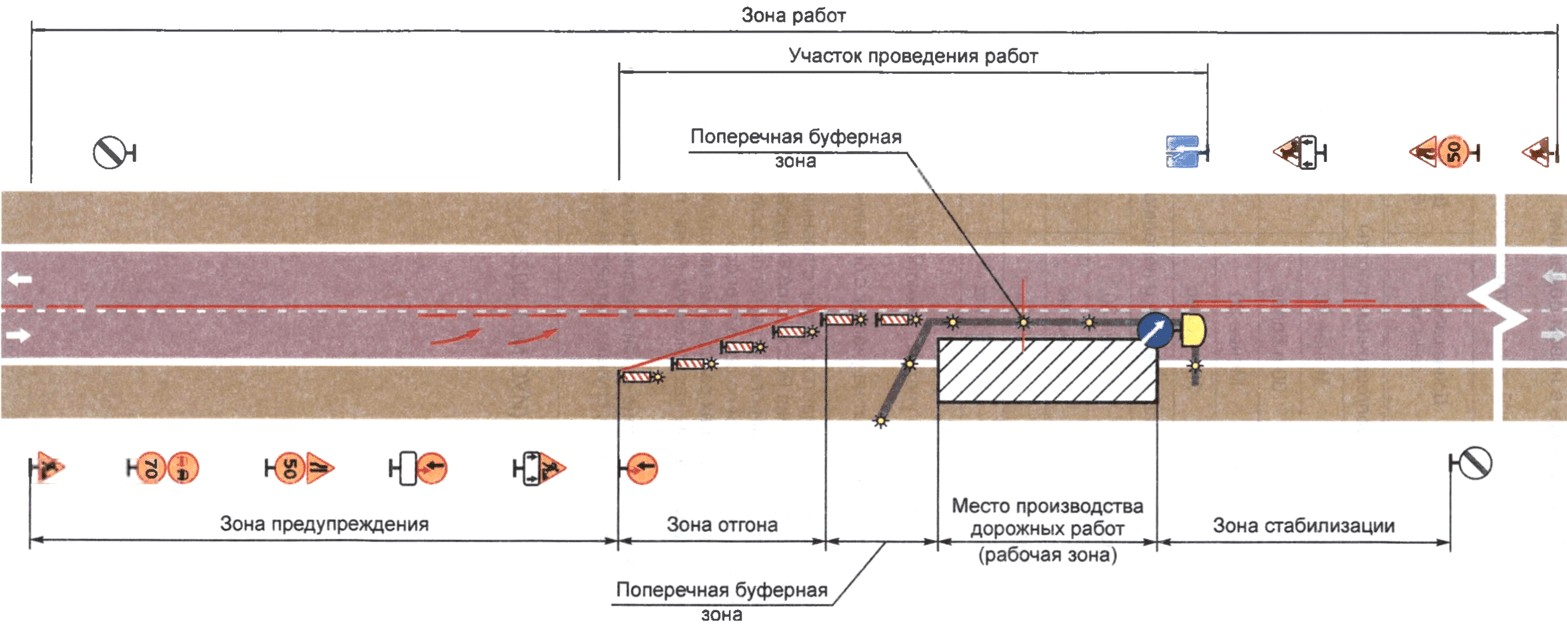 Зона работ
Участок проведения работ
Поперечная буферная
зона
50
70
50
Зона предупреждения
Зона отгона
Место производства
дорожных работ
(рабочая зона)
Зона стабилизации
Поперечная буферная
зона